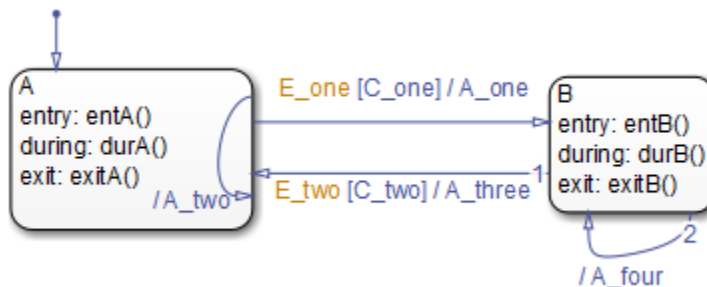 A
entry: entA()
during: durA()
exit: exitA()
/ A_two
E_one [C_one] / A_one
E_two [C_two] / A_three
1
B
entry: entB()
during: durB()
exit: exitB()
2
/ A_four